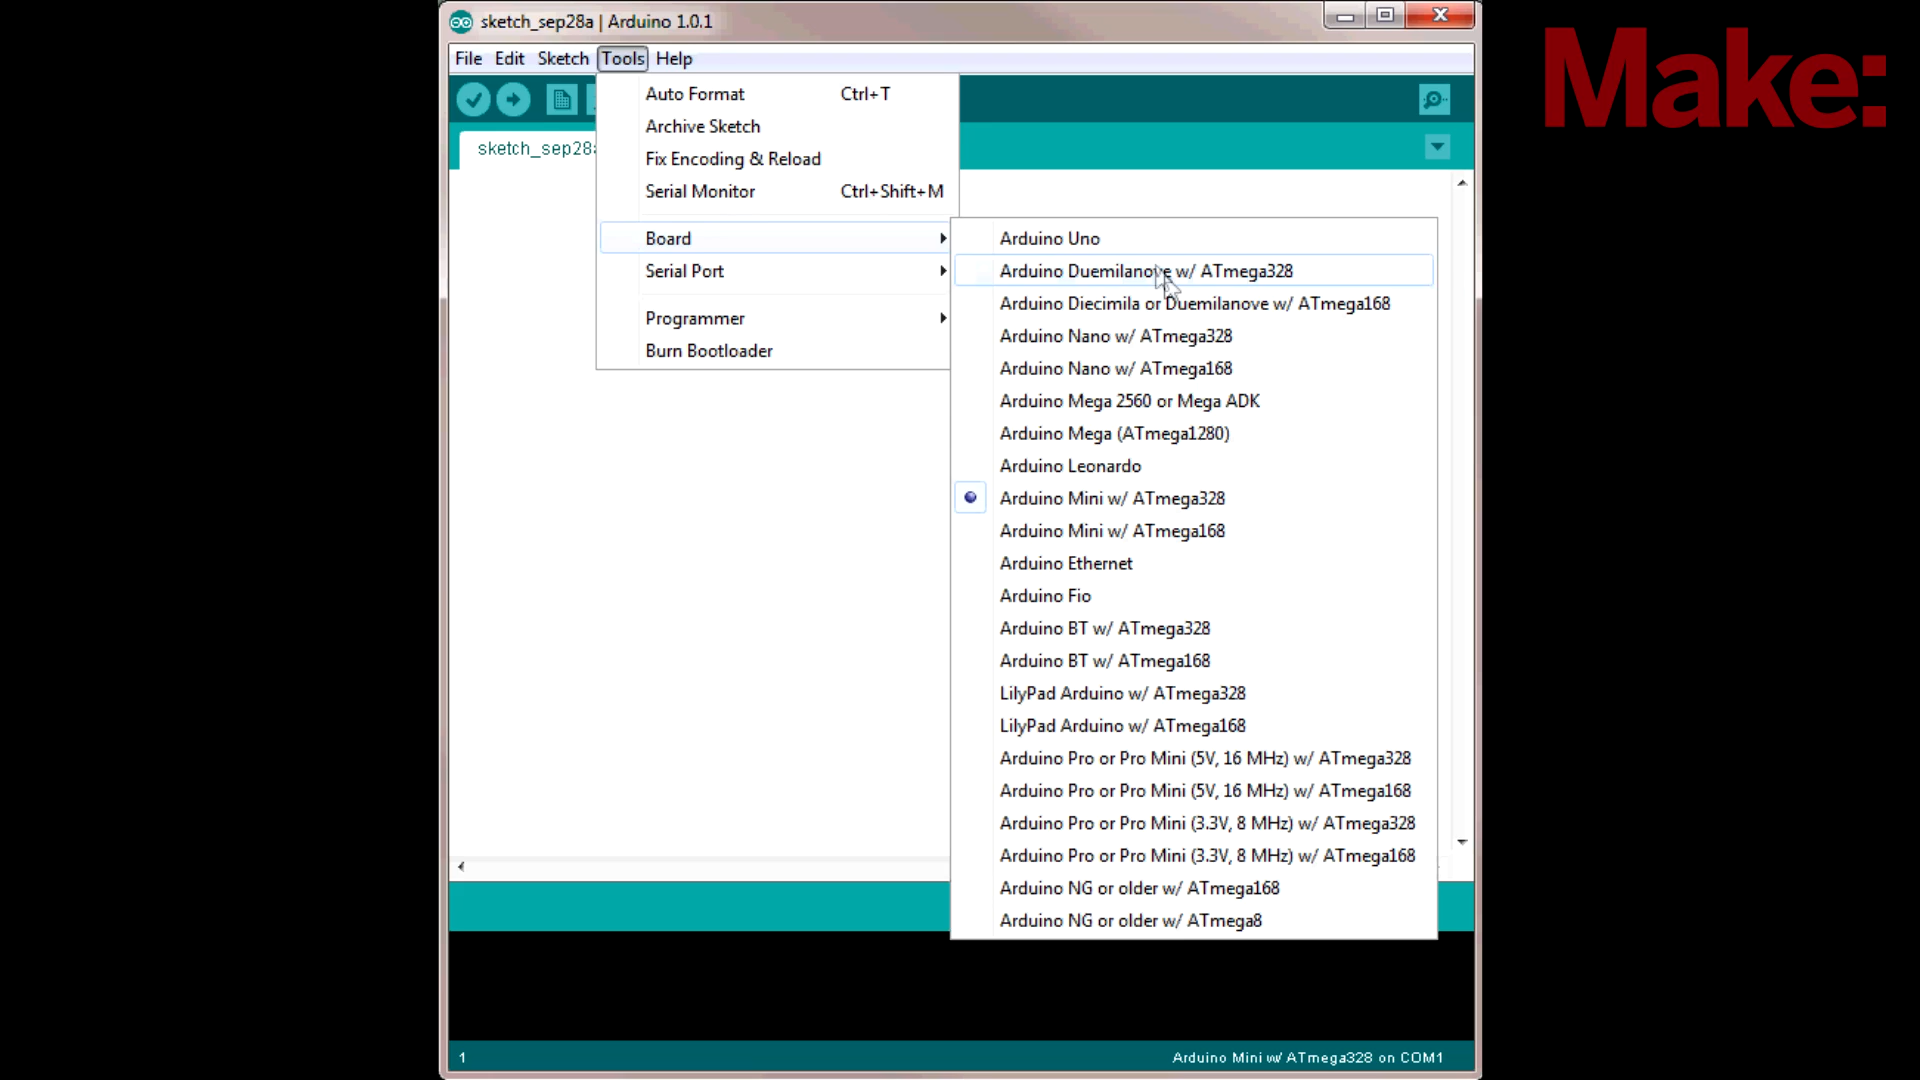 sketch_sep28a | Arduino 1.0.1
Make:
File Edit Sketch Tools Help
Auto Format Ctrl+T
Archive Sketch
sketch_sep28a
Fix Encoding & Reload
Serial Monitor Ctrl+Shift+M
Board
Serial Port
Programmer
Burn Bootloader
Arduino Uno
Arduino Duemilanove w/ ATmega328
Arduino Diecimila or Duemilanove w/ ATmega168
Arduino Nano w/ ATmega328
Arduino Nano w/ ATmega168
Arduino Mega 2560 or Mega ADK
Arduino Mega (ATmega1280)
Arduino Leonardo
Arduino Mini w/ ATmega328
Arduino Mini w/ ATmega168
Arduino Ethernet
Arduino Fio
Arduino BT w/ ATmega328
Arduino BT w/ ATmega168
LilyPad Arduino w/ ATmega328
LilyPad Arduino w/ ATmega168
Arduino Pro or Pro Mini (5V, 16 MHz) w/ ATmega328
Arduino Pro or Pro Mini (5V, 16 MHz) w/ ATmega168
Arduino Pro or Pro Mini (3.3V, 8 MHz) w/ ATmega328
Arduino Pro or Pro Mini (3.3V, 8 MHz) w/ ATmega168
Arduino NG or older w/ ATmega168
Arduino NG or older w/ ATmega8
1
Arduino Mini w/ ATmega328 on COM1